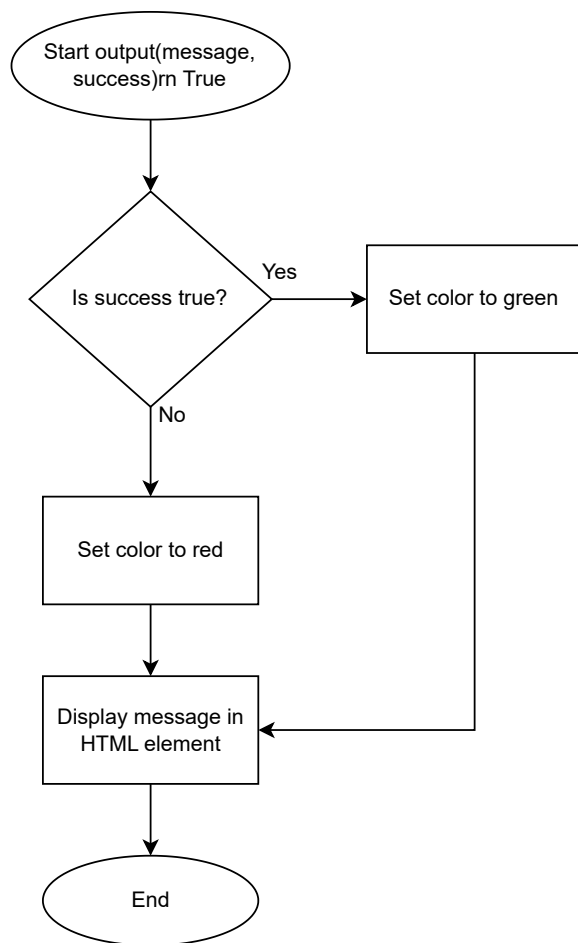 Start output(message,
success)rn True
Is success true?
Yes
Set color to green
No
Set color to red
Display message in
HTML element
End